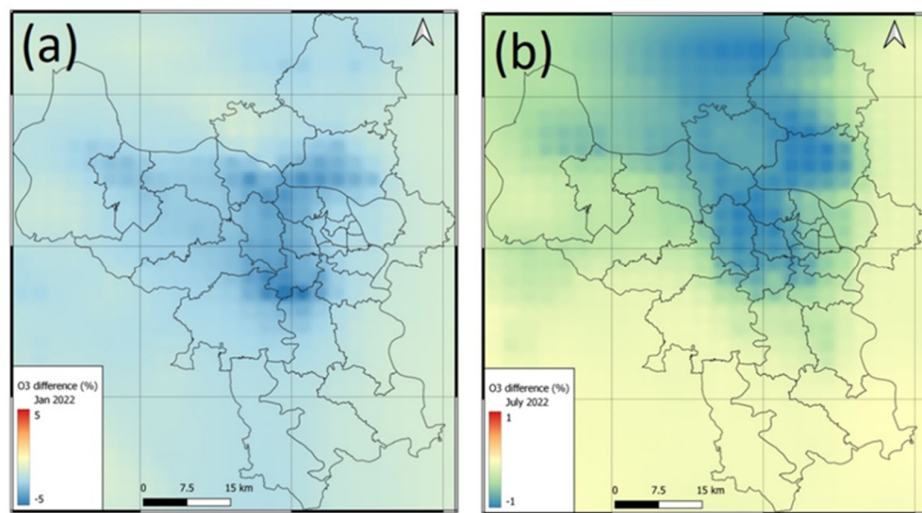 (a)
O3 difference (%)
Jan 2022
5
-5
0 7.5 15 km
(b)
O3 difference (%)
July 2022
1
-1
0 7.5 15 km